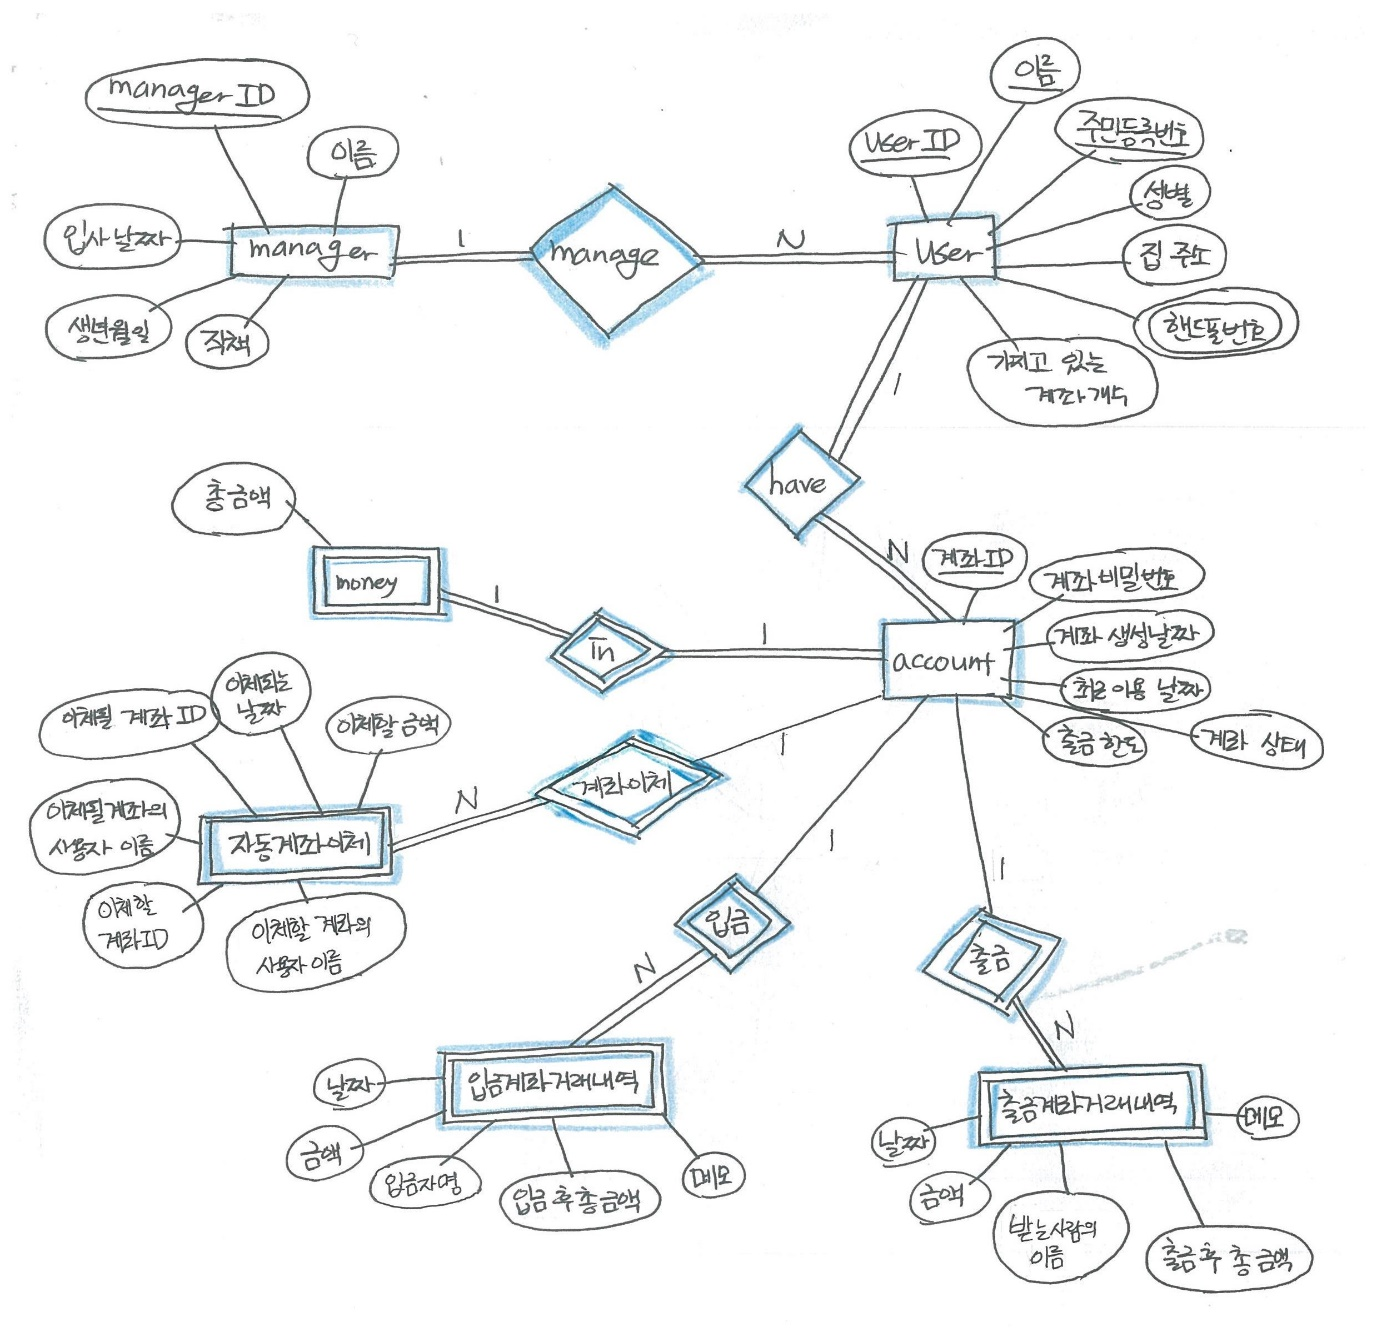 manager ID
이름
입사 날짜
manager
생년월일
직책
1
manage
N
User ID
이름
주민등록번호
성별
집 주소
핸드폰번호
User
가지고 있는
계좌개수
1
have
N
총금액
money
1
In
1
계좌ID
계좌비밀번호
계좌 생성날짜
최근 이용 날짜
계좌 상태
출금 한도
account
이체될 계좌 ID
이체되는
날짜
이체할 금액
이체될계좌의
사용자 이름
자동계좌이체
이체할
계좌ID
이체할 계좌의
사용자 이름
N
계좌이체
1
1
입금
N
1
출금
N
입금계좌거래내역
날짜
금액
입금자명
입금 후 총금액
메모
출금계좌거래내역
날짜
금액
받는사람의
이름
출금 후 총 금액
메모